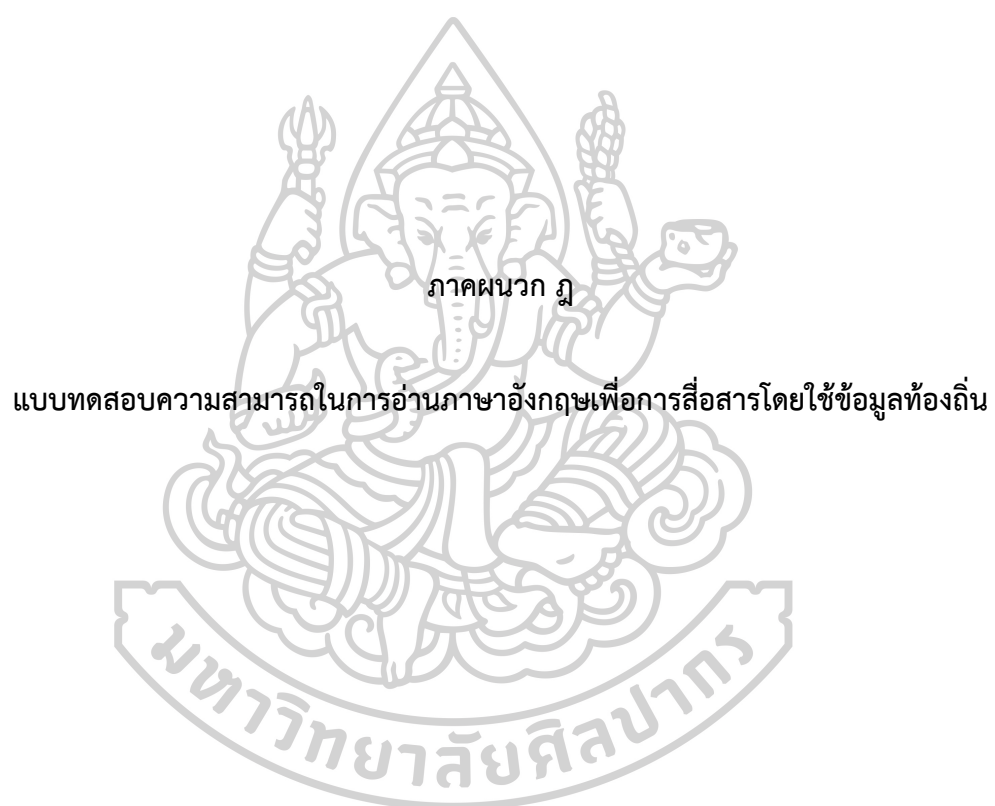 ภาคผนวก ฎ
แบบทดสอบความสามารถในการอ่านภาษาอังกฤษเพื่อการสื่อสารโดยใช้ข้อมูลท้องถิ่น
มหาวิทยาลัยศิลปากร